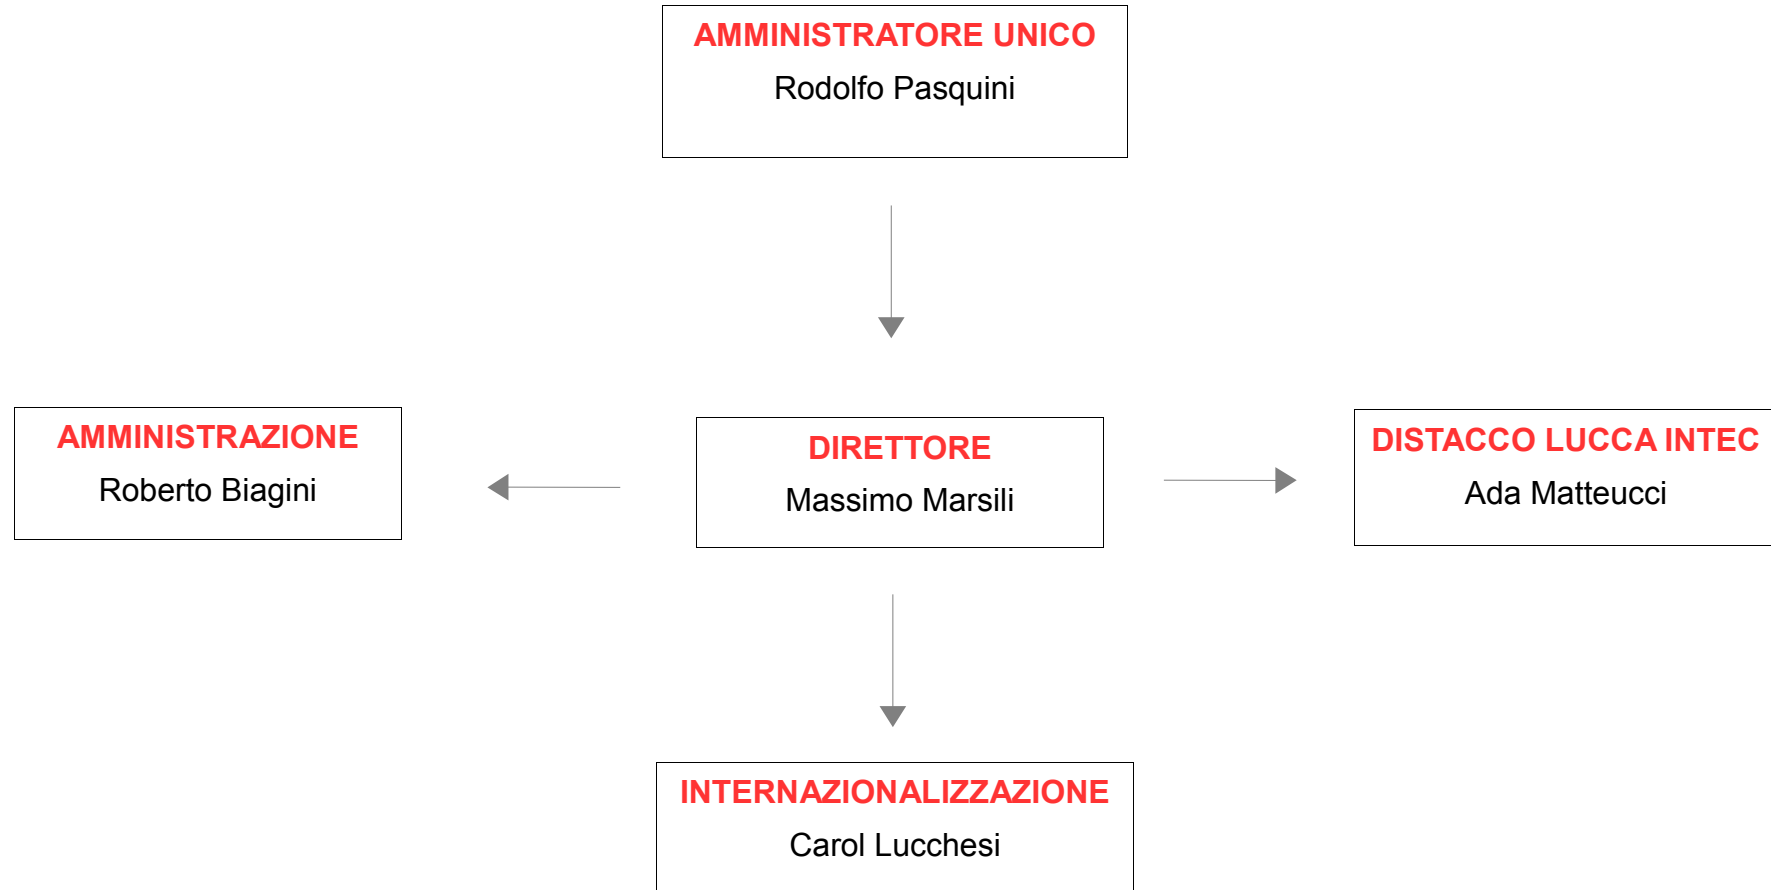 AMMINISTRATORE UNICO
Rodolfo Pasquini
AMMINISTRAZIONE
Roberto Biagini
DIRETTORE
Massimo Marsili
DISTACCO LUCCA INTEC
Ada Matteucci
INTERNAZIONALIZZAZIONE
Carol Lucchesi